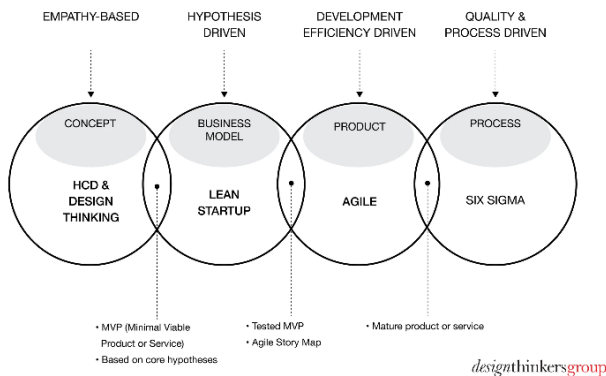 EMPATHY-BASED
HYPOTHESIS
DRIVEN
DEVELOPMENT
EFFICIENCY DRIVEN
QUALITY &
PROCESS DRIVEN
CONCEPT
BUSINESS
MODEL
PRODUCT
PROCESS
HCD &
DESIGN
THINKING
LEAN
STARTUP
AGILE
SIX SIGMA
• MVP (Minimal Viable
Product or Service)
• Based on core hypotheses
• Tested MVP
• Agile Story Map
• Mature product or service
designthinkersgroup